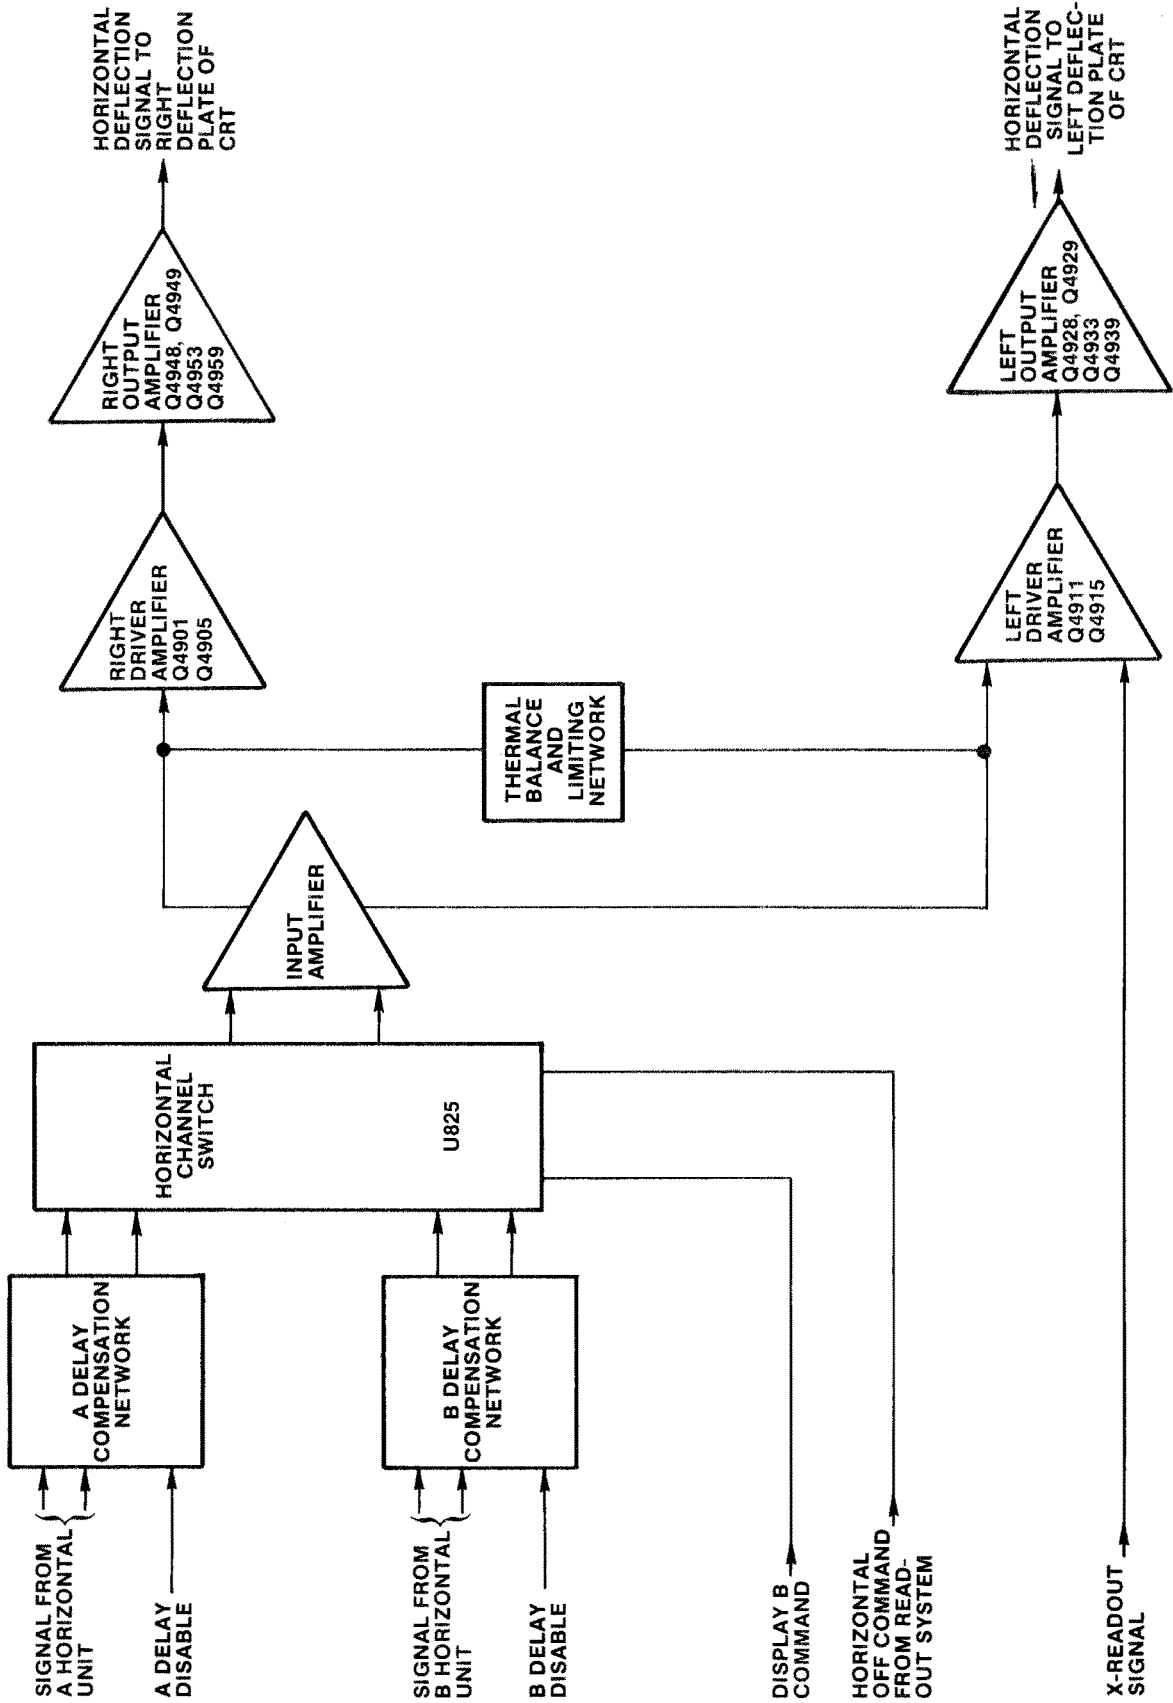 SIGNAL FROM
A HORIZONTAL
UNIT
A DELAY
DISABLE
A DELAY
COMPENSATION
NETWORK
SIGNAL FROM
B HORIZONTAL
UNIT
B DELAY
DISABLE
B DELAY
COMPENSATION
NETWORK
DISPLAY B
COMMAND
HORIZONTAL
OFF COMMAND
FROM READ-
OUT SYSTEM
X-READOUT
SIGNAL
HORIZONTAL
CHANNEL
SWITCH
U825
INPUT
AMPLIFIER
THERMAL
BALANCE
AND
LIMITING
NETWORK
RIGHT
DRIVER
AMPLIFIER
Q4901
Q4905
RIGHT
OUTPUT
AMPLIFIER
Q4948, Q4949
Q4953
Q4959
HORIZONTAL
DEFLECTION
SIGNAL TO
RIGHT
DEFLECTION
PLATE OF
CRT
LEFT
DRIVER
AMPLIFIER
Q4911
Q4915
LEFT
OUTPUT
AMPLIFIER
Q4928, Q4929
Q4933
Q4939
HORIZONTAL
DEFLECTION
SIGNAL TO
LEFT DEFLEC-
TION PLATE
OF CRT